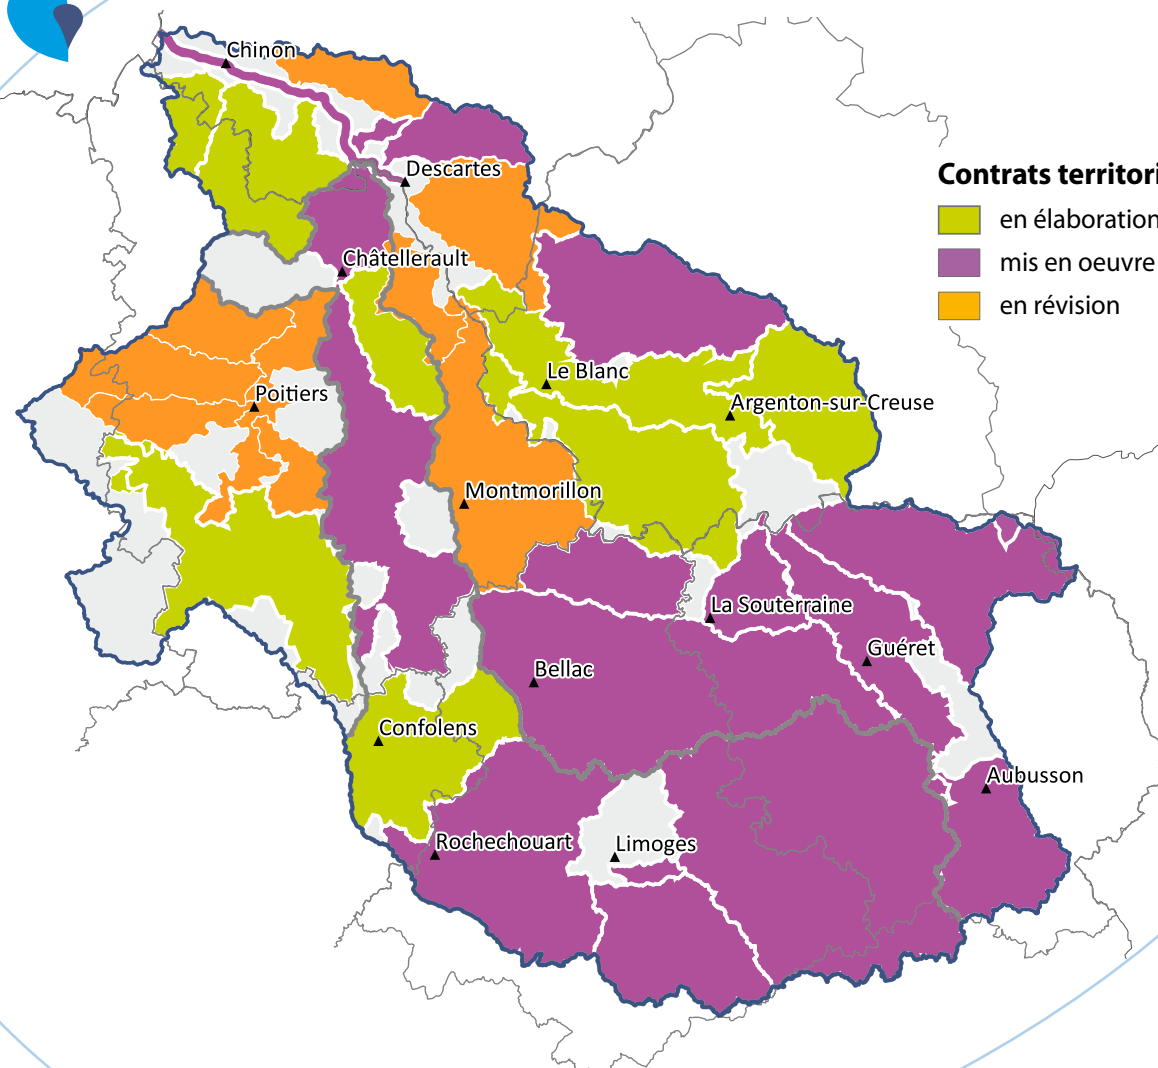 Chinon
Descartes
Contrats territori
en élaboration
mis en oeuvre
en révision
Châtellerault
Le Blanc
Poitiers
Argenton-sur-Creuse
Montmorillon
La Souterraine
Guéret
Bellac
Confolens
Aubusson
Rochechouart
Limoges